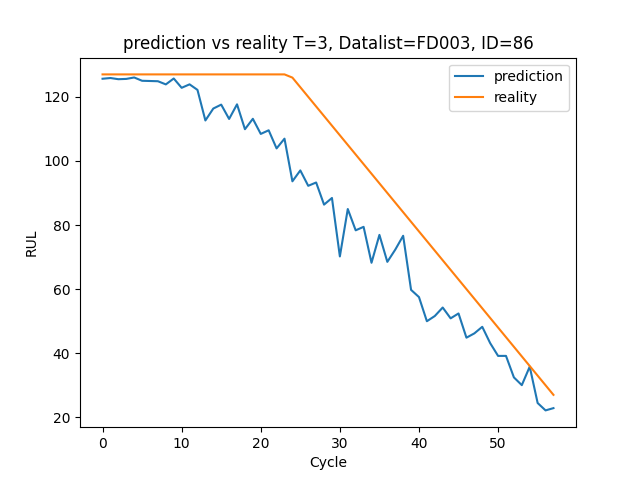 prediction vs reality T=3, Datalist=FD003, ID=86
prediction
reality
120
100
80
60
40
20
RUL
0 10 20 30 40 50
Cycle